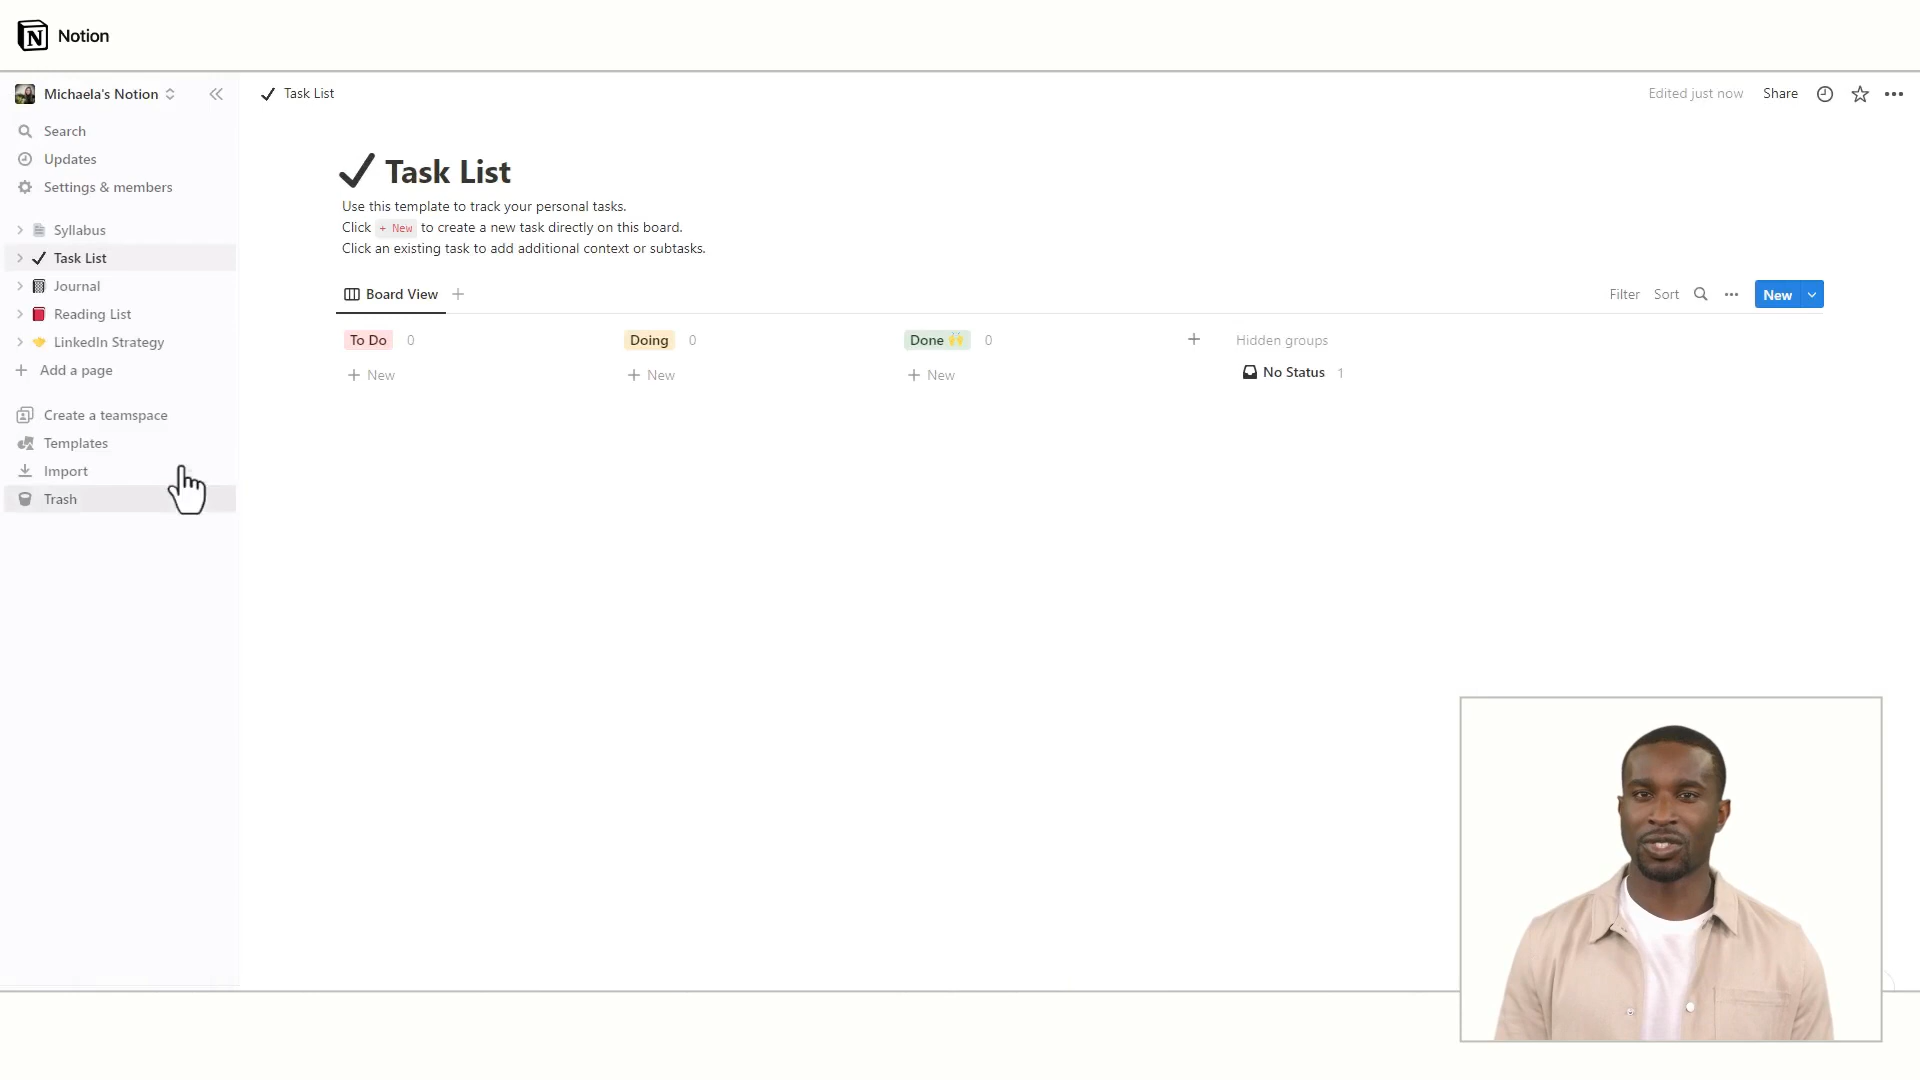 Notion
Michaela's Notion
Search
Updates
Settings & members
Syllabus
Task List
Journal
Reading List
LinkedIn Strategy
Add a page
Create a teamspace
Templates
Import
Trash
Task List
Edited just now Share
Task List
Use this template to track your personal tasks.
Click + New to create a new task directly on this board.
Click an existing task to add additional context or subtasks.
Board View
Filter Sort New
To Do 0
+ New
Doing 0
+ New
Done 🙌 0
+ New
Hidden groups
No Status 1